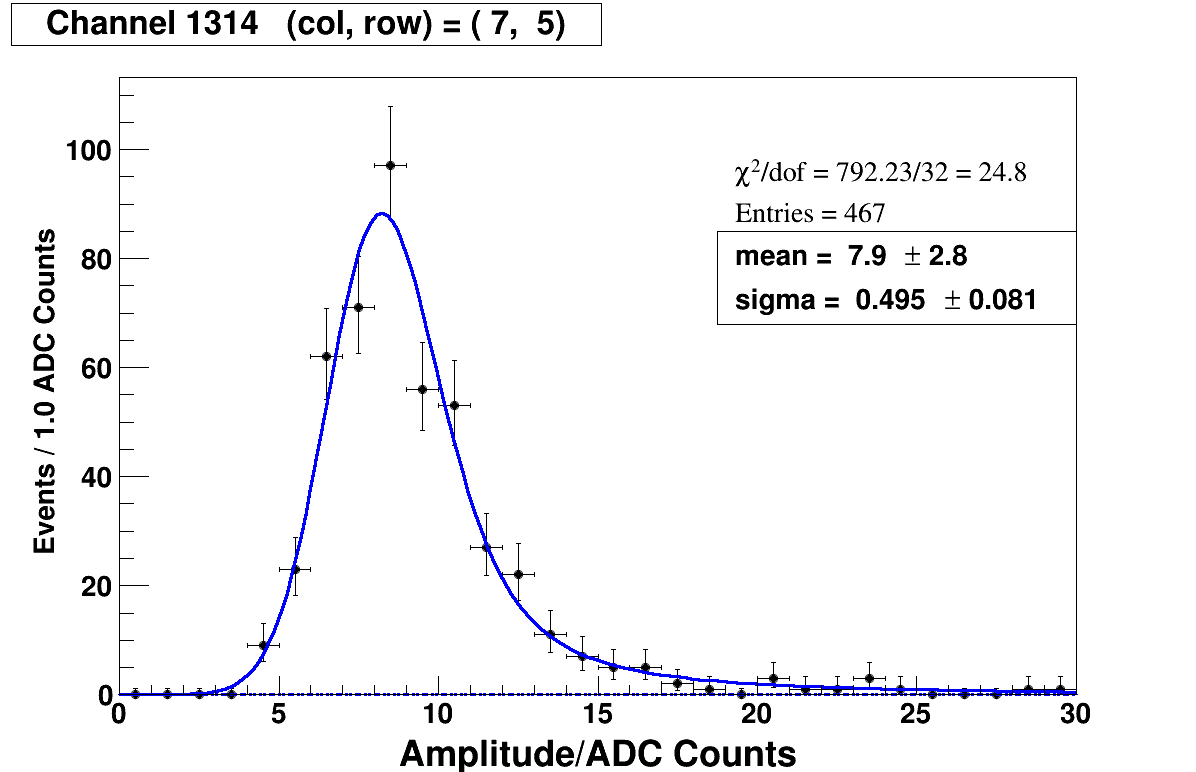 Channel 1314 (col, row) = ( 7, 5)
χ²/dof = 792.23/32 = 24.8
Entries = 467
mean = 7.9 ± 2.8
sigma = 0.495 ± 0.081
Events / 1.0 ADC Counts
100
80
60
40
20
0
0 5 10 15 20 25 30
Amplitude/ADC Counts